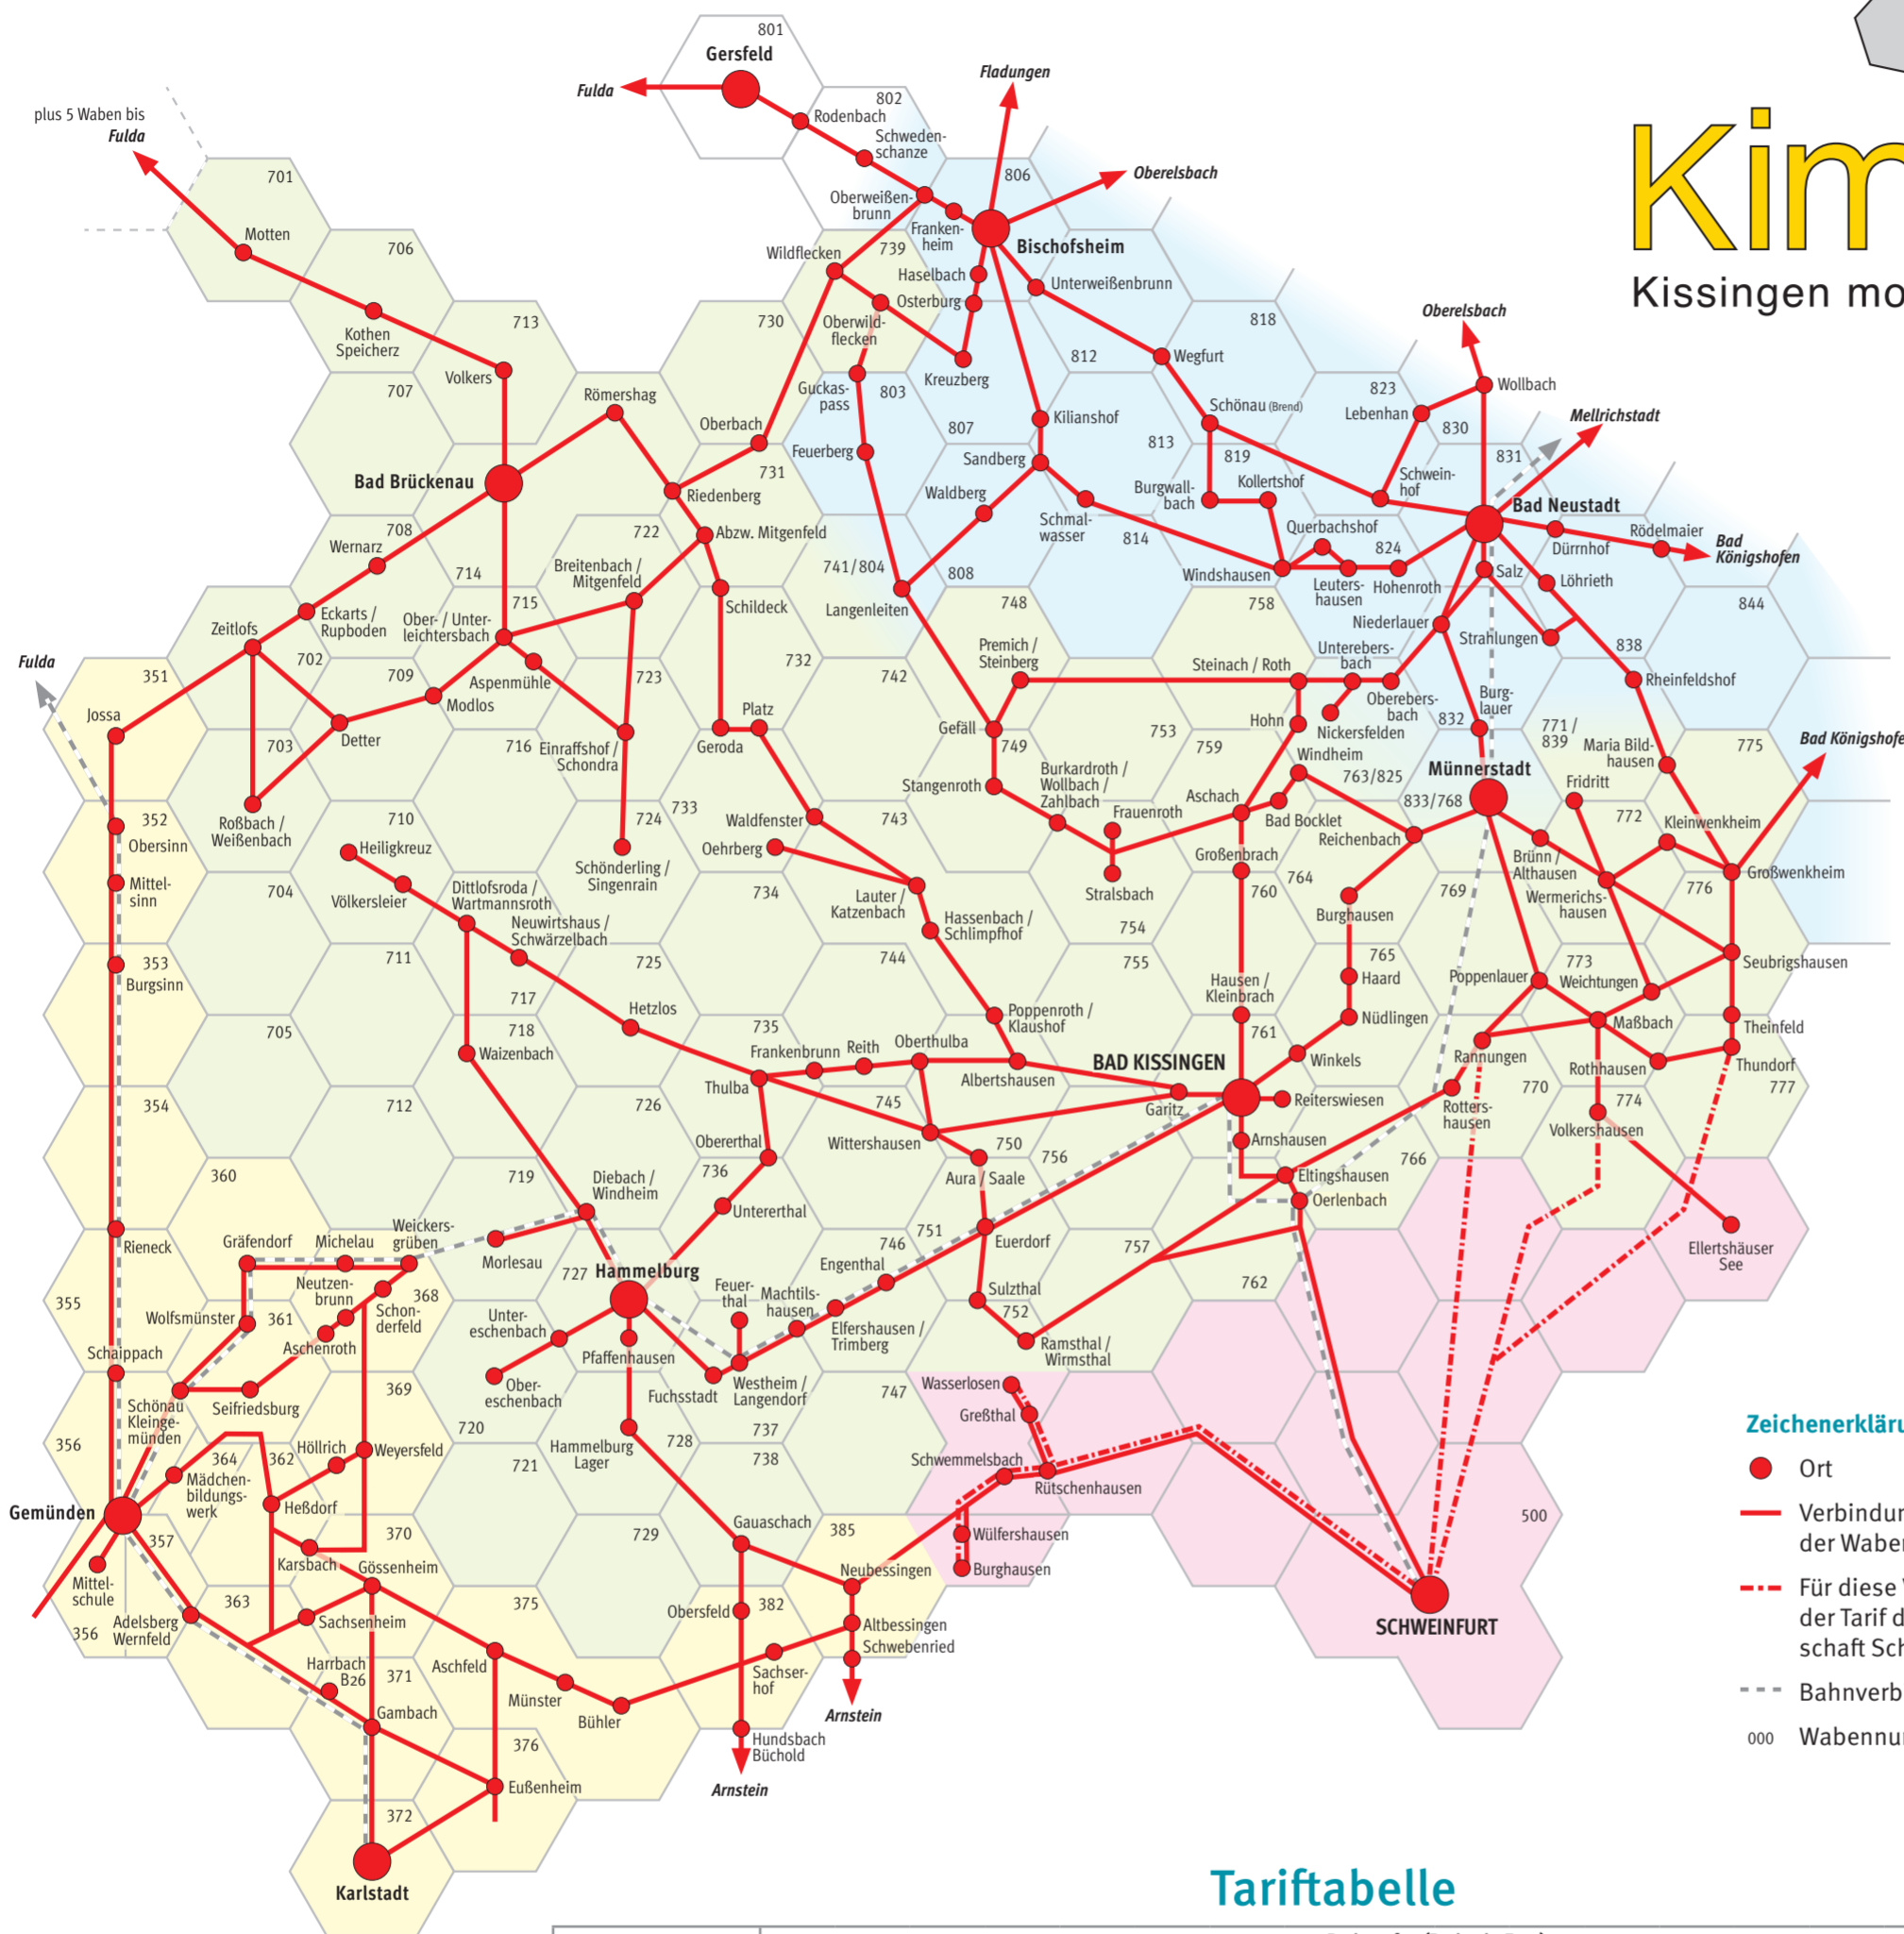 801
Gersfeld
Fulda
Fladungen
Kim
Kissingen mo
plus 5 Waben bis
Fulda
802
Rodenbach
Schweden-
schanze
Oberelsbach
701
806
Oberweißen-
brunn
Franken-
heim
Motten
706
Wildflecken
739
Bischofsheim
Haselbach
Unterweißenbrunn
Osterburg
Kothen
Speicherz
713
730
Oberwild-
flecken
818
Oberelsbach
812
Wegfurt
Volkers
707
Römershag
Guckas-
pass
803
Kreuzberg
823
Wollbach
Lebenhan
Schönau (Brend)
Mellrichstadt
Oberbach
807
Kilianshof
830
813
Feuerberg
Sandberg
819
831
Bad Brückenau
731
Riedenberg
Waldberg
Burgwall-
bach
Kollertshof
Schwein-
hof
Bad Neustadt
708
Wernarz
722
Abzw. Mitgenfeld
Schmal-
wasser
814
Querbachshof
824
Dürrnhof
Rödelmaier
Bad
Königshofen
714
Breitenbach /
Mitgenfeld
741/804
808
Windshausen
Leuters-
hausen
Hohenroth
Salz
Löhrieth
715
Eckarts /
Rupboden
Ober- / Unter-
leichtersbach
Schildeck
Langenleiten
748
758
844
Zeitlofs
Niederlauer
Strahlungen
Fulda
702
709
Aspenmühle
723
732
742
Premich /
Steinberg
Steinach / Roth
Unterebers-
bach
838
351
Modlos
Oberebers-
bach
Rheinfeldshof
Jossa
Detter
703
716
Einraffshof /
Schondra
Geroda
Platz
Gefäll
749
753
759
Hohn
Nickersfelden
Burg-
lauer
832
771 /
839
Maria Bild-
hausen
775
Bad Königshofe
Stangenroth
Burkardroth /
Wollbach /
Zahlbach
Windheim
763/825
Münnerstadt
Fridritt
833/768
352
Obersinn
Roßbach /
Weißenbach
710
724
733
Waldfenster
743
Frauenroth
Aschach
Bad Bocklet
Reichenbach
772
Kleinwenkheim
Heiligkreuz
Schönderling /
Singenrain
Oehrberg
Großenbrach
Brünn /
Althausen
Großwenkheim
Mittel-
sinn
704
Völkersleier
Dittlofsroda /
Wartmannsroth
734
Lauter /
Katzenbach
Stralsbach
760
764
Burghausen
769
Wermerichs-
hausen
776
Neuwirtshaus /
Schwärzelbach
Hassenbach /
Schlimpfhof
754
353
Burgsinn
711
725
744
755
765
Haard
Poppenlauer
773
Weichtungen
Seubrigshausen
717
Hausen /
Kleinbrach
705
718
Hetzlos
735
Poppenroth /
Klaushof
761
Nüdlingen
Maßbach
Theinfeld
Waizenbach
Frankenbrunn
Reith
Oberthulba
Albertshausen
BAD KISSINGEN
Winkels
Rannungen
Rothhausen
Thundorf
354
712
Thulba
726
745
Garitz
Reiterswiesen
Rotters-
hausen
770
774
777
Obererthal
Wittershausen
750
Arnshausen
Volkershausen
360
719
Diebach /
Windheim
736
Aura / Saale
756
Eltingshausen
766
Untererthal
Oerlenbach
Rieneck
Gräfendorf
Michelau
Weickers-
grüben
Morlesau
746
751
Euerdorf
757
Ellertshäuser
See
Engenthal
762
355
Neutzen-
brunn
Schon-
derfeld
368
727
Hammelburg
Feuer-
thal
Machtils-
hausen
Sulzthal
752
Wolfsmünster
361
Aschenroth
Unter-
eschenbach
Pfaffenhausen
Elfershausen /
Trimberg
Ramsthal /
Wirmsthal
Schaippach
Schönau
Kleinge-
münden
Seifriedsburg
369
Ober-
eschenbach
Fuchsstadt
Westheim /
Langendorf
747
Wasserlosen
356
720
737
Greßthal
Zeichenerkläru
364
362
Höllrich
Weyersfeld
721
Hammelburg
Lager
728
738
Schwemmelsbach
Rütschenhausen
Ort
Gemünden
Mädchen-
bildungs-
werk
Heßdorf
Verbindun
der Waben
500
357
370
729
Gauaschach
385
Wülfershausen
Karsbach
Gössenheim
Neubessingen
Burghausen
Mittel-
schule
363
375
Obersfeld
382
Für diese V
der Tarif d
schaft Sch
356
Adelsberg
Wernfeld
Sachsenheim
Altbessingen
SCHWEINFURT
Schwebenried
Harrbach
B26
371
Aschfeld
Münster
Sachser-
hof
Bahnverb
Gambach
Bühler
Arnstein
376
Hundsbach
Büchold
000
Wabennu
Eußenheim
Arnstein
372
Karlstadt
Tariftabelle